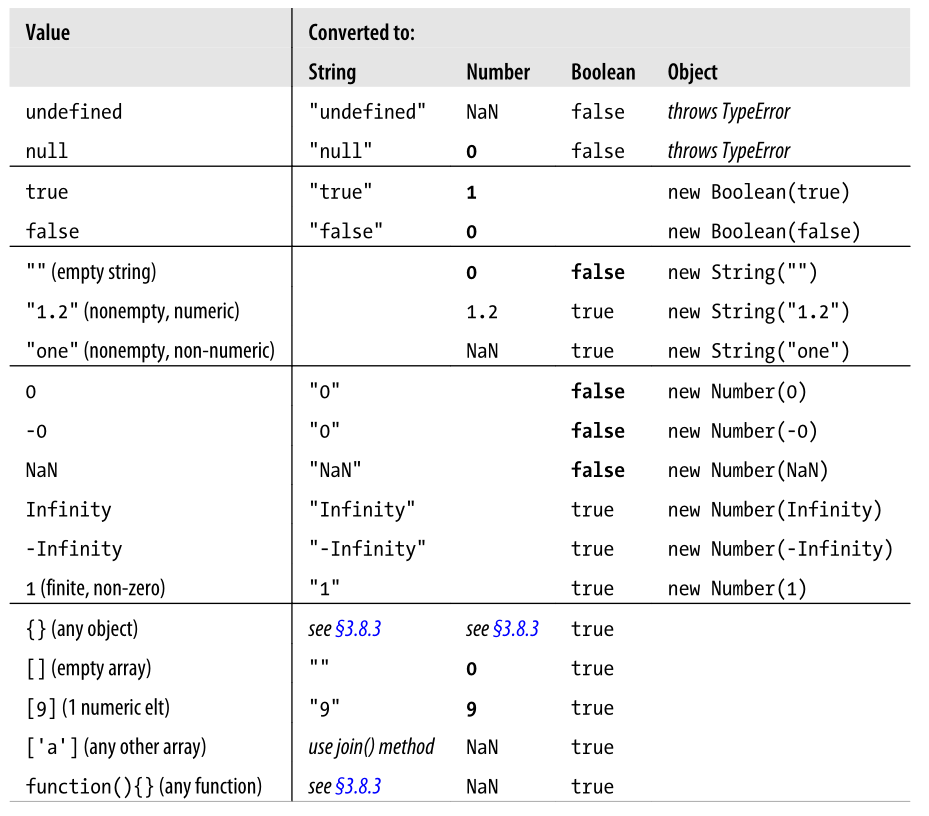 Value Converted to:
String Number Boolean Object
undefined "undefined" NaN false throws TypeError
null "null" 0 false throws TypeError
true "true" 1 new Boolean(true)
false "false" 0 new Boolean(false)
"" (empty string) 0 false new String("")
"1.2" (nonempty, numeric) 1.2 true new String("1.2")
"one" (nonempty, non-numeric) NaN true new String("one")
0 "0" false new Number(0)
-0 "0" false new Number(-0)
NaN "NaN" false new Number(NaN)
Infinity "Infinity" true new Number(Infinity)
-Infinity "-Infinity" true new Number(-Infinity)
1 (finite, non-zero) "1" true new Number(1)
{} (any object) see §3.8.3 see §3.8.3 true
[] (empty array) "" 0 true
[9] (1 numeric elt) "9" 9 true
['a'] (any other array) use join() method NaN true
function(){} (any function) see §3.8.3 NaN true